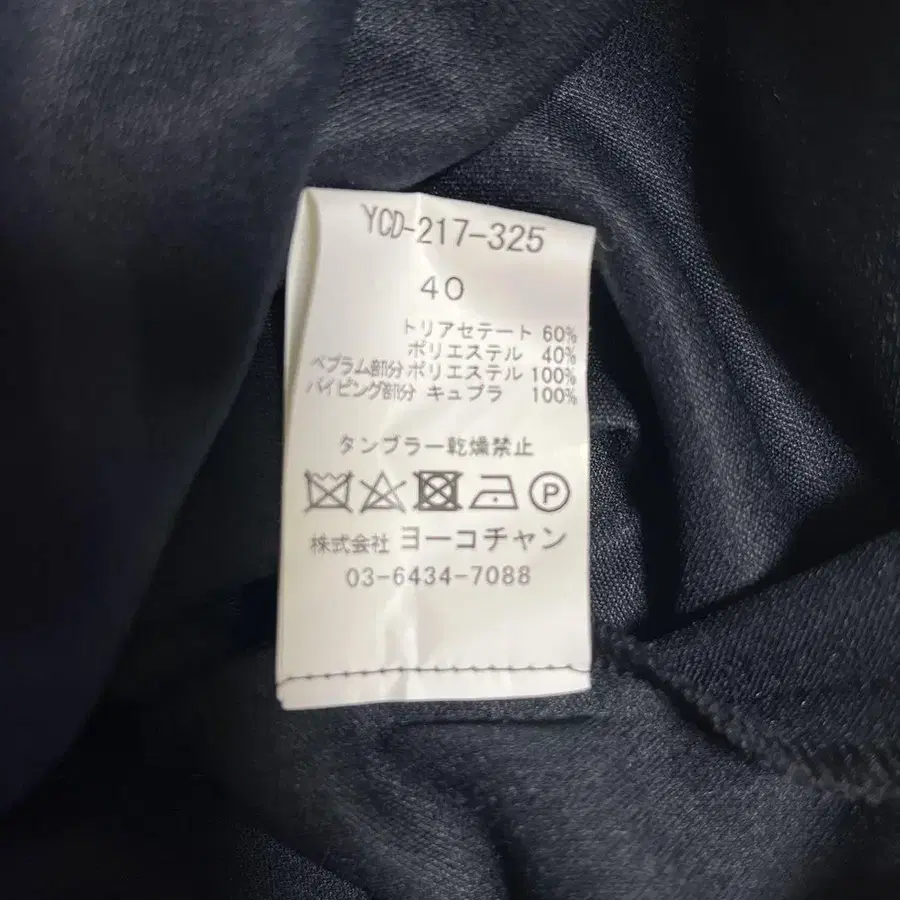 YCD-217-325
40
トリアセテート 60%
ポリエステル 40%
ペプラム部分 ポリエステル 100%
パイピング部分 キュプラ 100%
タンブラー乾燥禁止
P
株式会社 ヨーコチャン
03-6434-7088